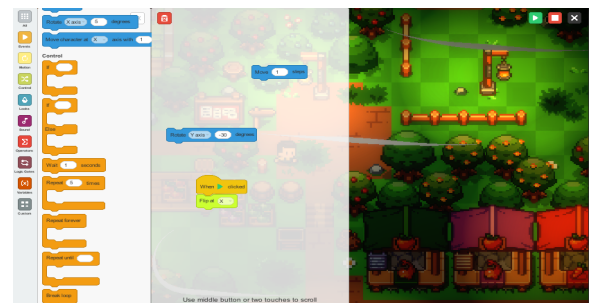 All
Events
Motion
Control
Looks
Sound
Operators
Logic Gates
Variables
Custom
Rotate X axis 5 degrees
Move character at X axis with 1
Control
If
If
Else
Wait 1 seconds
Repeat 5 times
Repeat forever
Repeat until
Break loop
Move 1 steps
Rotate Y axis -30 degrees
When clicked
Flip at X
Use middle button or two touches to scroll